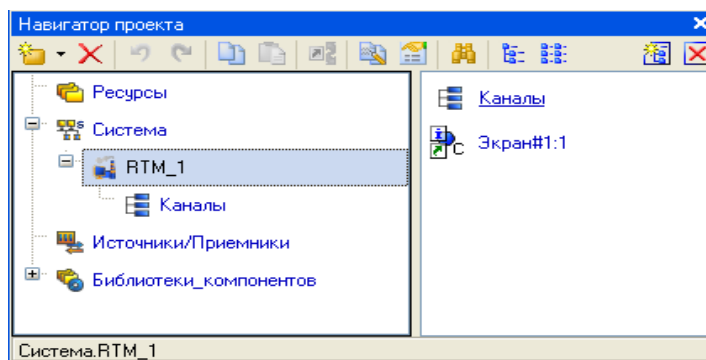 Навигатор проекта
Ресурсы
Система
RTM_1
Каналы
Источники/Приемники
Библиотеки_компонентов
Каналы
Экран#1:1
Система.RTM_1